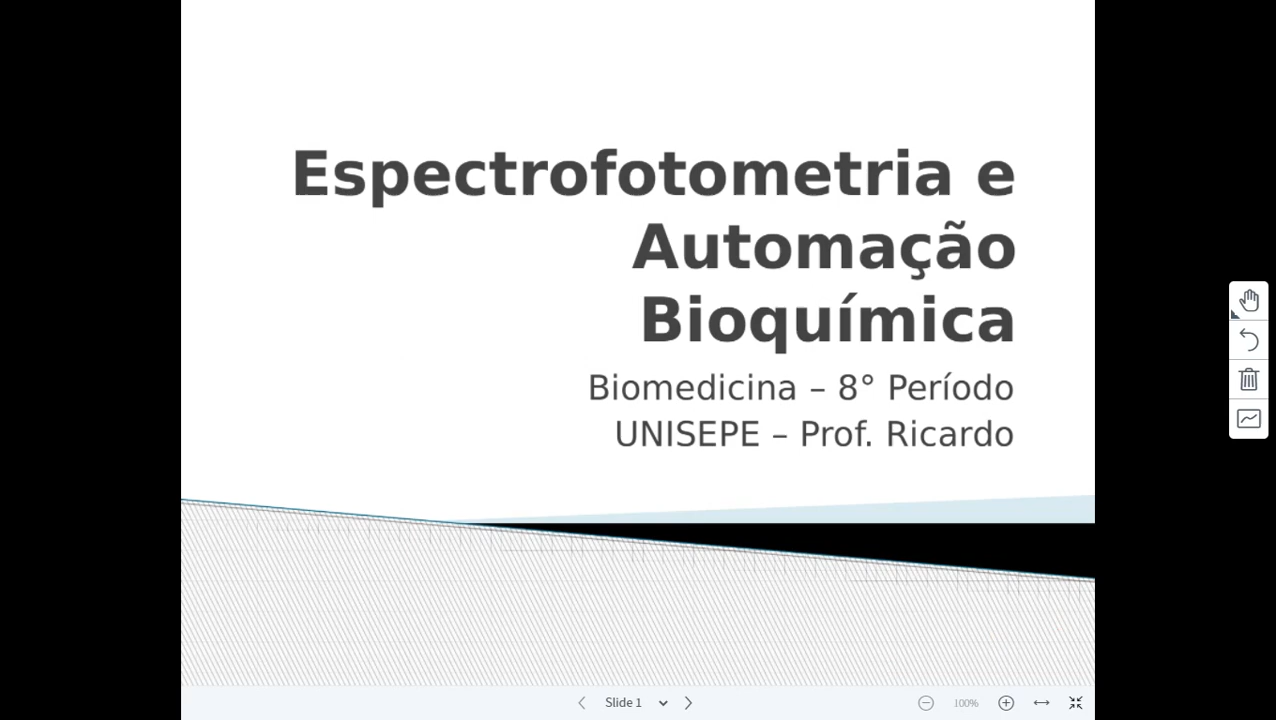 Espectrofotometria e
Automação
Bioquímica
Biomedicina – 8° Período
UNISEPE – Prof. Ricardo
Slide 1
100%